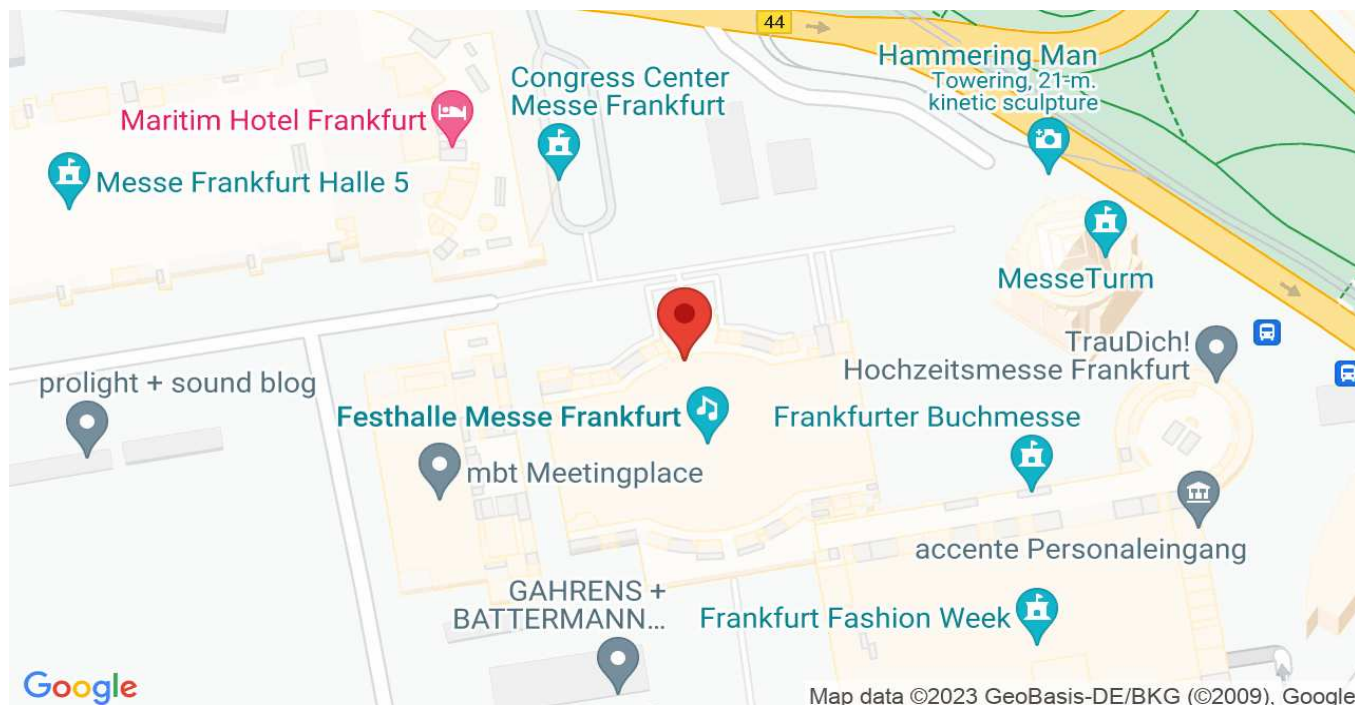 44
Hammering Man
Towering, 21-m.
kinetic sculpture
Congress Center
Messe Frankfurt
Maritim Hotel Frankfurt
Messe Frankfurt Halle 5
MesseTurm
TrauDich!
Hochzeitsmesse Frankfurt
prolight + sound blog
Festhalle Messe Frankfurt
Frankfurter Buchmesse
mbt Meetingplace
accente Personaleingang
GAHRENS +
BATTERMANN...
Frankfurt Fashion Week
Google
Map data ©2023 GeoBasis-DE/BKG (©2009), Google